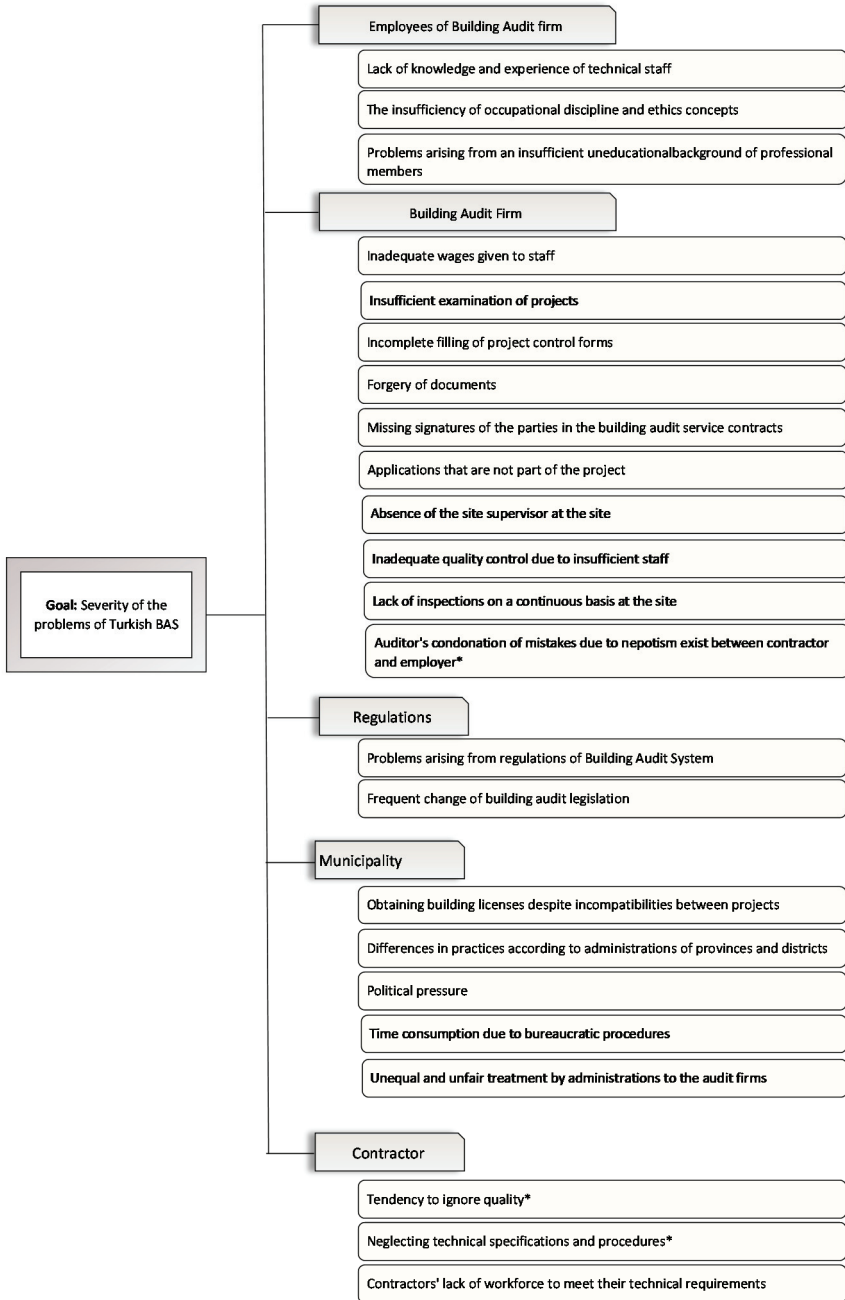 Employees of Building Audit firm
Lack of knowledge and experience of technical staff
The insufficiency of occupational discipline and ethics concepts
Problems arising from an insufficient uneducationalbackground of professional
members
Building Audit Firm
Inadequate wages given to staff
Insufficient examination of projects
Incomplete filling of project control forms
Forgery of documents
Missing signatures of the parties in the building audit service contracts
Applications that are not part of the project
Absence of the site supervisor at the site
Inadequate quality control due to insufficient staff
Lack of inspections on a continuous basis at the site
Auditor's condonation of mistakes due to nepotism exist between contractor
and employer*
Goal: Severity of the
problems of Turkish BAS
Regulations
Problems arising from regulations of Building Audit System
Frequent change of building audit legislation
Municipality
Obtaining building licenses despite incompatibilities between projects
Differences in practices according to administrations of provinces and districts
Political pressure
Time consumption due to bureaucratic procedures
Unequal and unfair treatment by administrations to the audit firms
Contractor
Tendency to ignore quality*
Neglecting technical specifications and procedures*
Contractors' lack of workforce to meet their technical requirements